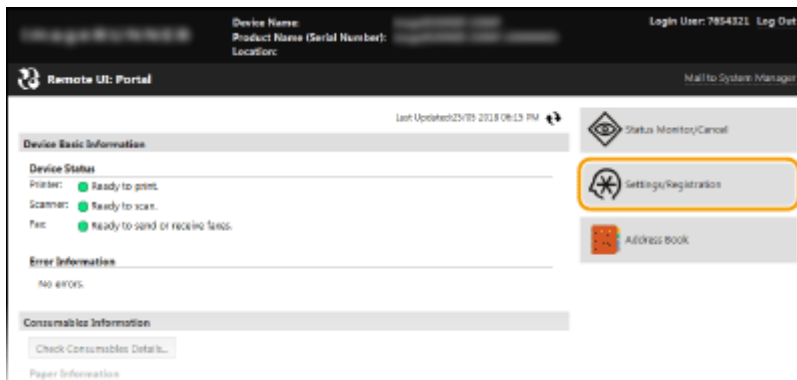 Device Name:
Login User: 7654321 Log Out
Product Name (Serial Number):
Location:
Remote UI: Portal
Mail to System Manager
Last Updated:25/05 2018 06:15 PM
Device Basic Information
Device Status
Printer: Ready to print.
Scanner: Ready to scan.
Fax: Ready to send or receive faxes.
Error Information
No errors.
Consumables Information
Check Consumables Details...
Paper Information
Status Monitor/Cancel
Settings/Registration
Address Book